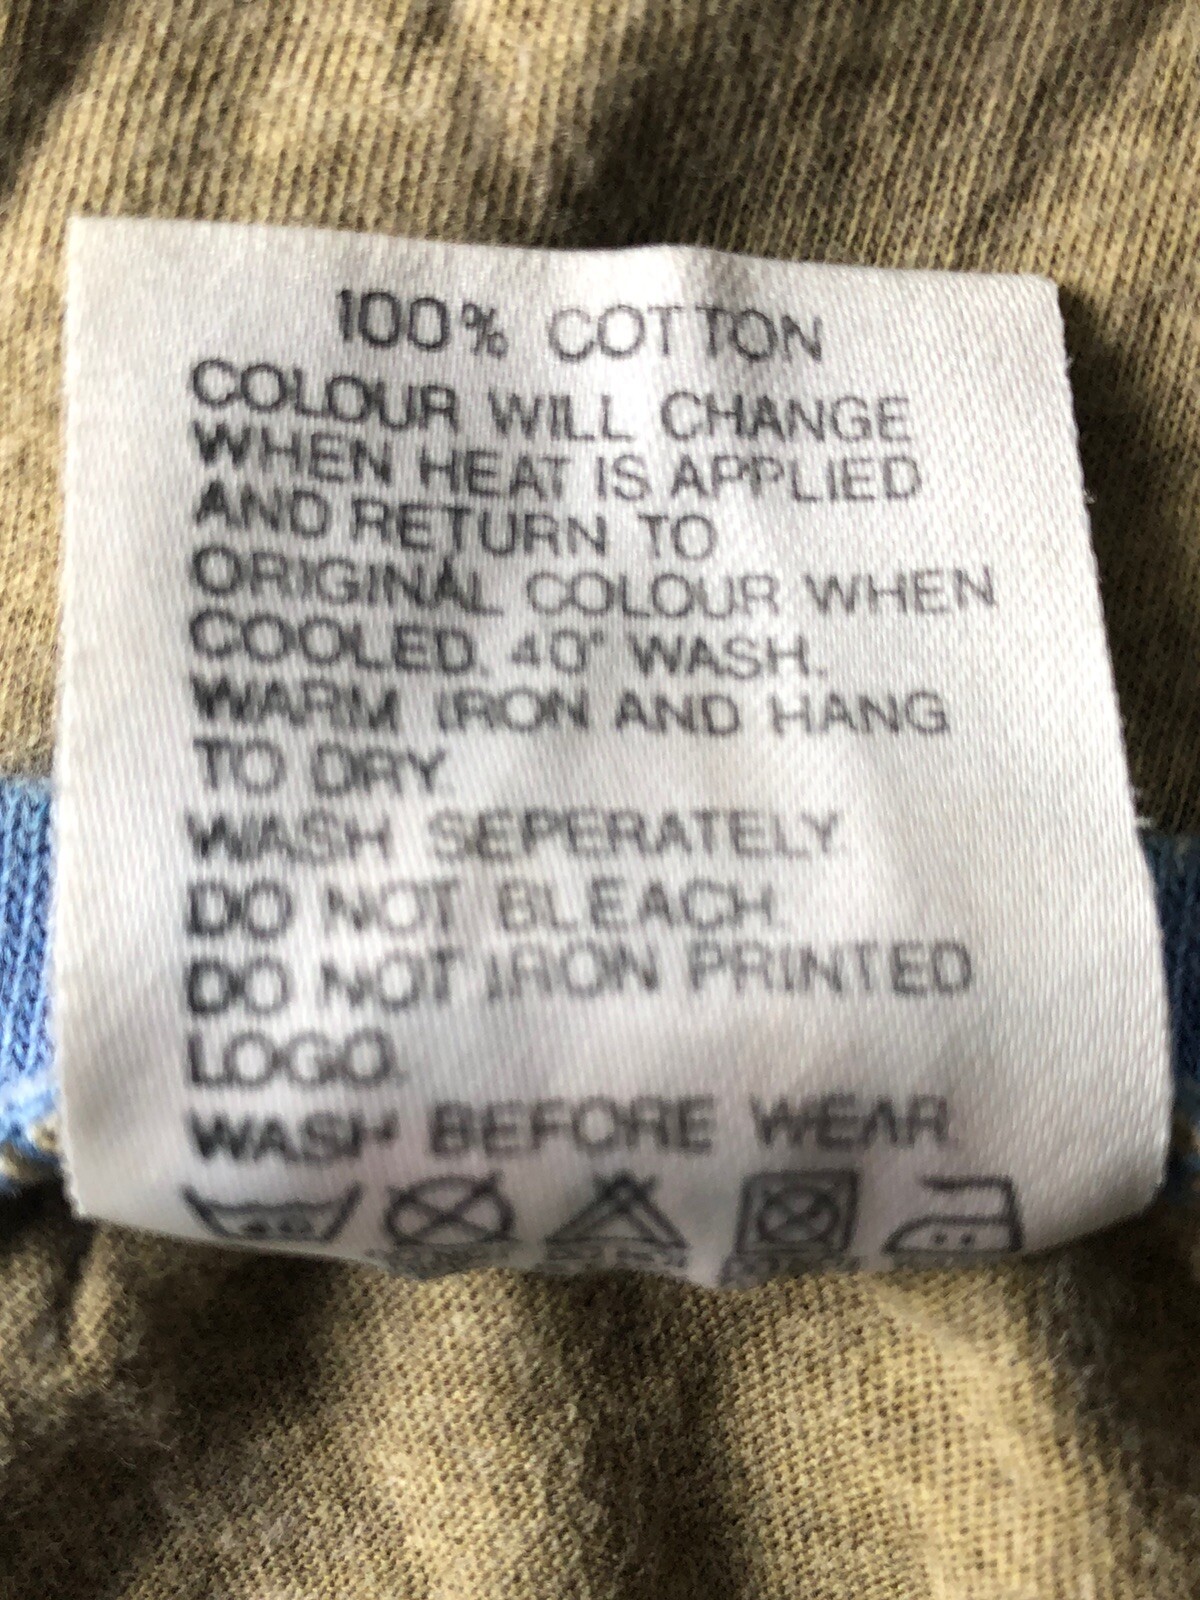 100% COTTON
COLOUR WILL CHANGE
WHEN HEAT IS APPLIED
AND RETURN TO
ORIGINAL COLOUR WHEN
COOLED. 40° WASH.
WARM IRON AND HANG
TO DRY.
WASH SEPERATELY.
DO NOT BLEACH.
DO NOT IRON PRINTED
LOGO.
WASH BEFORE WEAR.
40